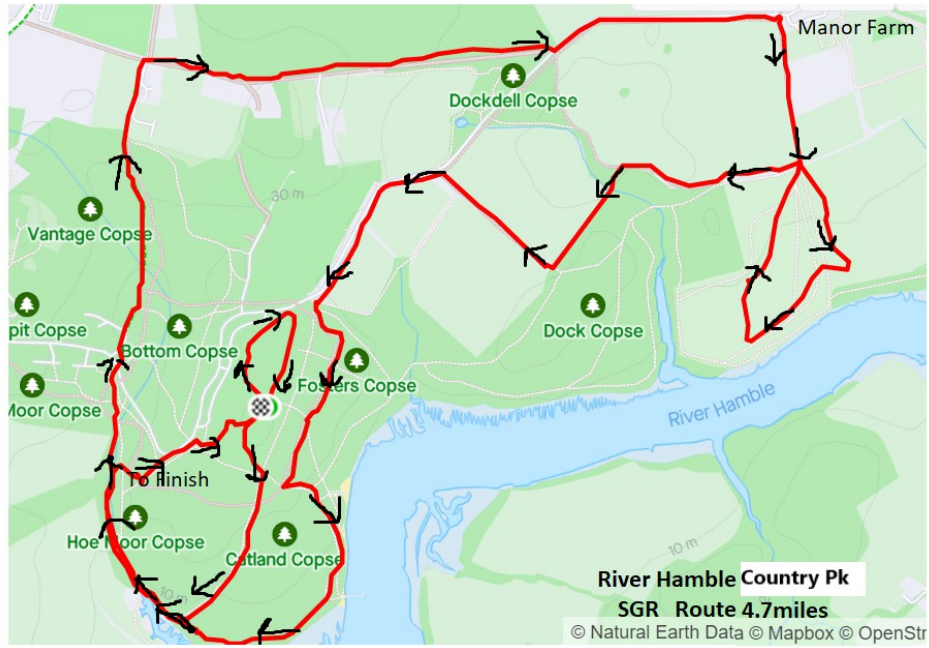 Manor Farm
Dockdell Copse
30 m
Vantage Copse
pit Copse
Bottom Copse
Dock Copse
Moor Copse
Fosters Copse
River Hamble
To Finish
Hoe Moor Copse
Catland Copse
10 m
10 m
River Hamble Country Pk
SGR Route 4.7miles
© Natural Earth Data © Mapbox © OpenStr